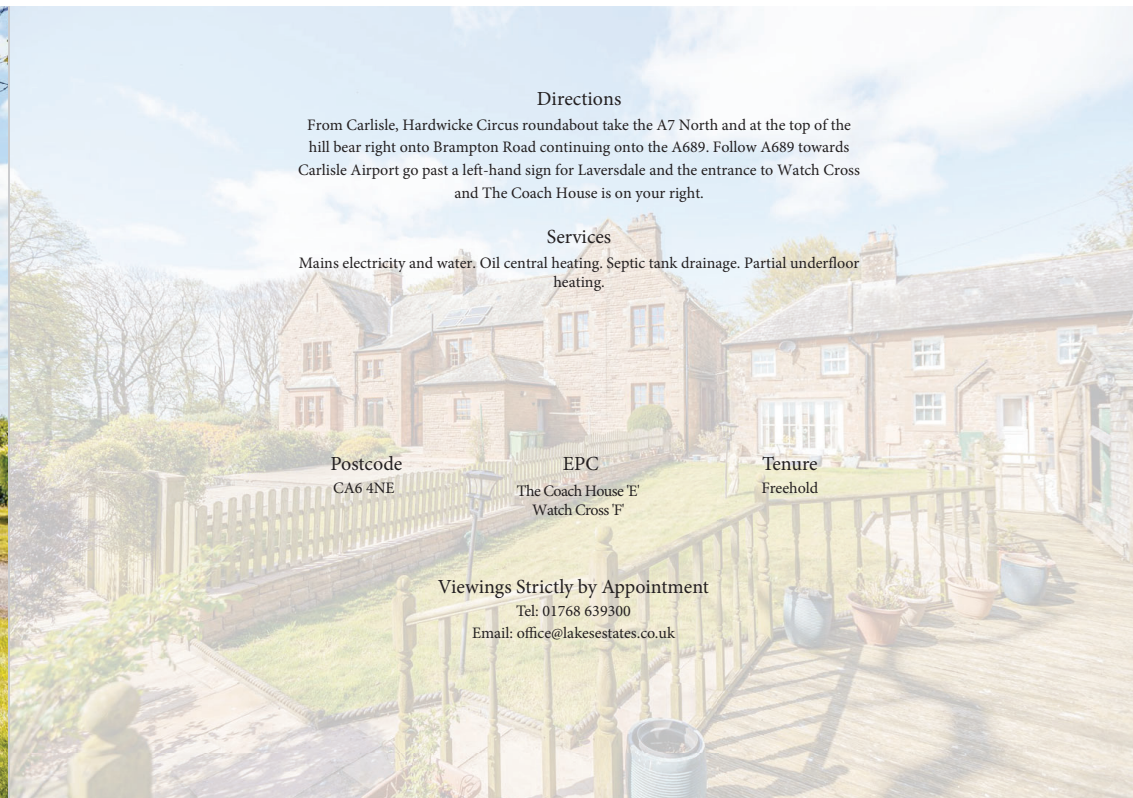 Directions
From Carlisle, Hardwicke Circus roundabout take the A7 North and at the top of the
hill bear right onto Brampton Road continuing onto the A689. Follow A689 towards
Carlisle Airport go past a left-hand sign for Laversdale and the entrance to Watch Cross
and The Coach House is on your right.
Services
Mains electricity and water. Oil central heating. Septic tank drainage. Partial underfloor
heating.
Postcode
CA6 4NE
EPC
The Coach House 'E'
Watch Cross 'F'
Tenure
Freehold
Viewings Strictly by Appointment
Tel: 01768 639300
Email: office@lakesestates.co.uk